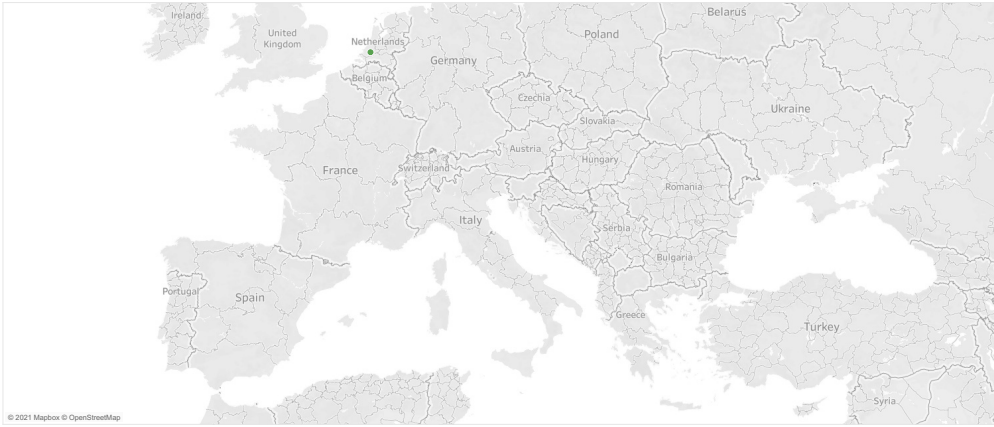 Ireland
United
Kingdom
Netherlands
Belgium
Germany
Poland
Belarus
Czechia
Slovakia
Ukraine
France
Switzerland
Austria
Hungary
Romania
Italy
Serbia
Bulgaria
Portugal
Spain
Greece
Turkey
Syria
© 2021 Mapbox © OpenStreetMap